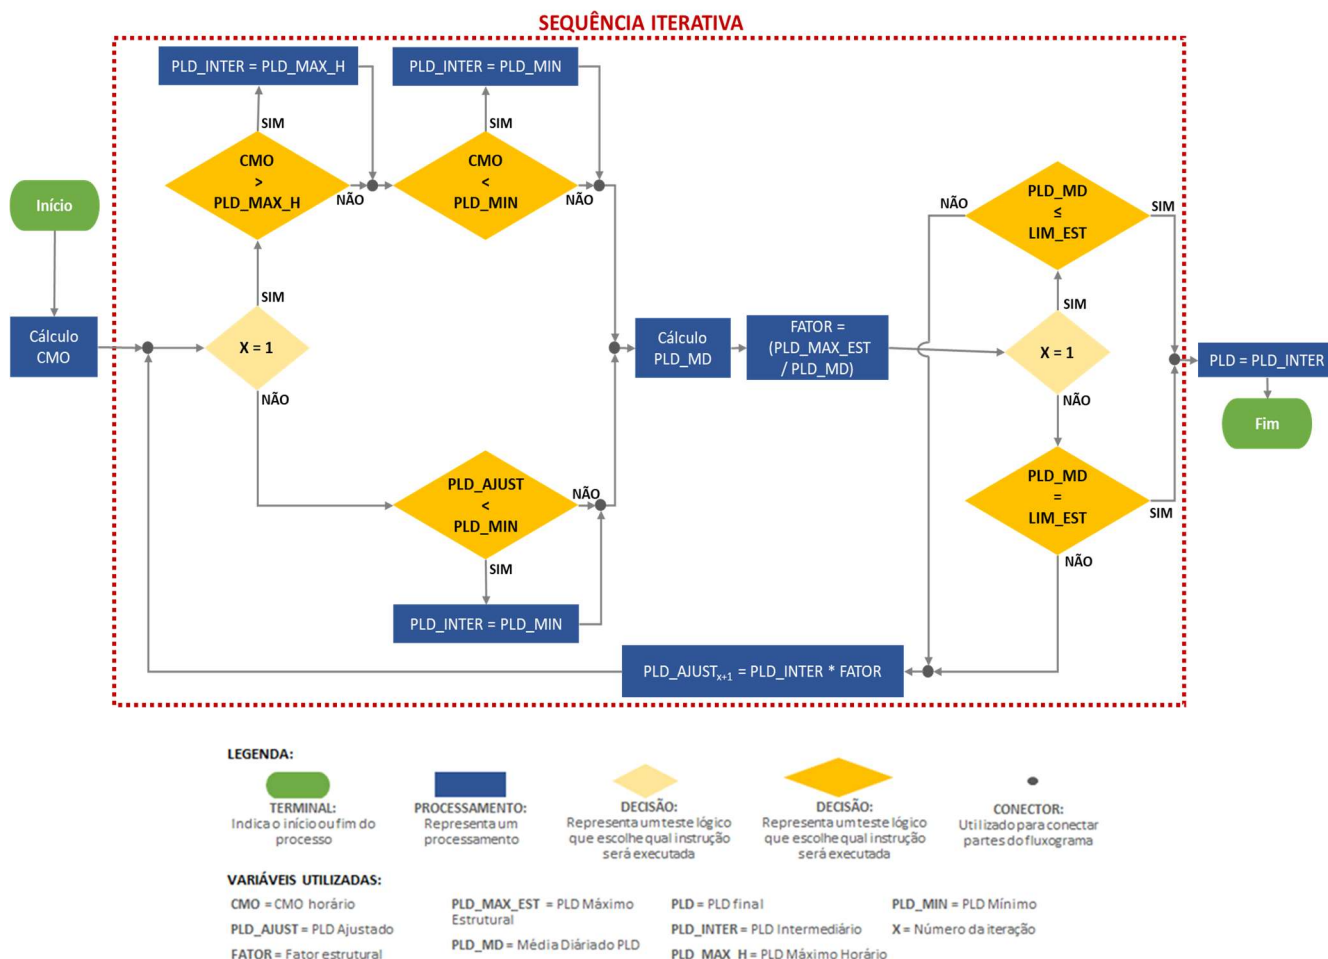 SEQUÊNCIA ITERATIVA
PLD_INTER = PLD_MAX_H
PLD_INTER = PLD_MIN
SIM
SIM
CMO
>
PLD_MAX_H
NÃO
CMO
<
PLD_MIN
NÃO
Início
NÃO
PLD_MD
≤
LIM_EST
SIM
SIM
SIM
Cálculo
CMO
X = 1
Cálculo
PLD_MD
FATOR =
(PLD_MAX_EST
/ PLD_MD)
X = 1
PLD = PLD_INTER
NÃO
NÃO
Fim
PLD_AJUST
<
PLD_MIN
NÃO
PLD_MD
=
LIM_EST
SIM
SIM
NÃO
PLD_INTER = PLD_MIN
PLD_AJUSTx+1 = PLD_INTER * FATOR
LEGENDA:
TERMINAL:
Indica o início ou fim do
processo
PROCESSAMENTO:
Representa um
processamento
DECISÃO:
Representa um teste lógico
que escolhe qual instrução
será executada
DECISÃO:
Representa um teste lógico
que escolhe qual instrução
será executada
CONECTOR:
Utilizado para conectar
partes do fluxograma
VARIÁVEIS UTILIZADAS:
CMO = CMO horário
PLD_AJUST = PLD Ajustado
FATOR = Fator estrutural
PLD_MAX_EST = PLD Máximo
Estrutural
PLD_MD = Média Diáriado PLD
PLD = PLD final
PLD_INTER = PLD Intermediário
PLD_MAX_H = PLD Máximo Horário
PLD_MIN = PLD Mínimo
X = Número da iteração